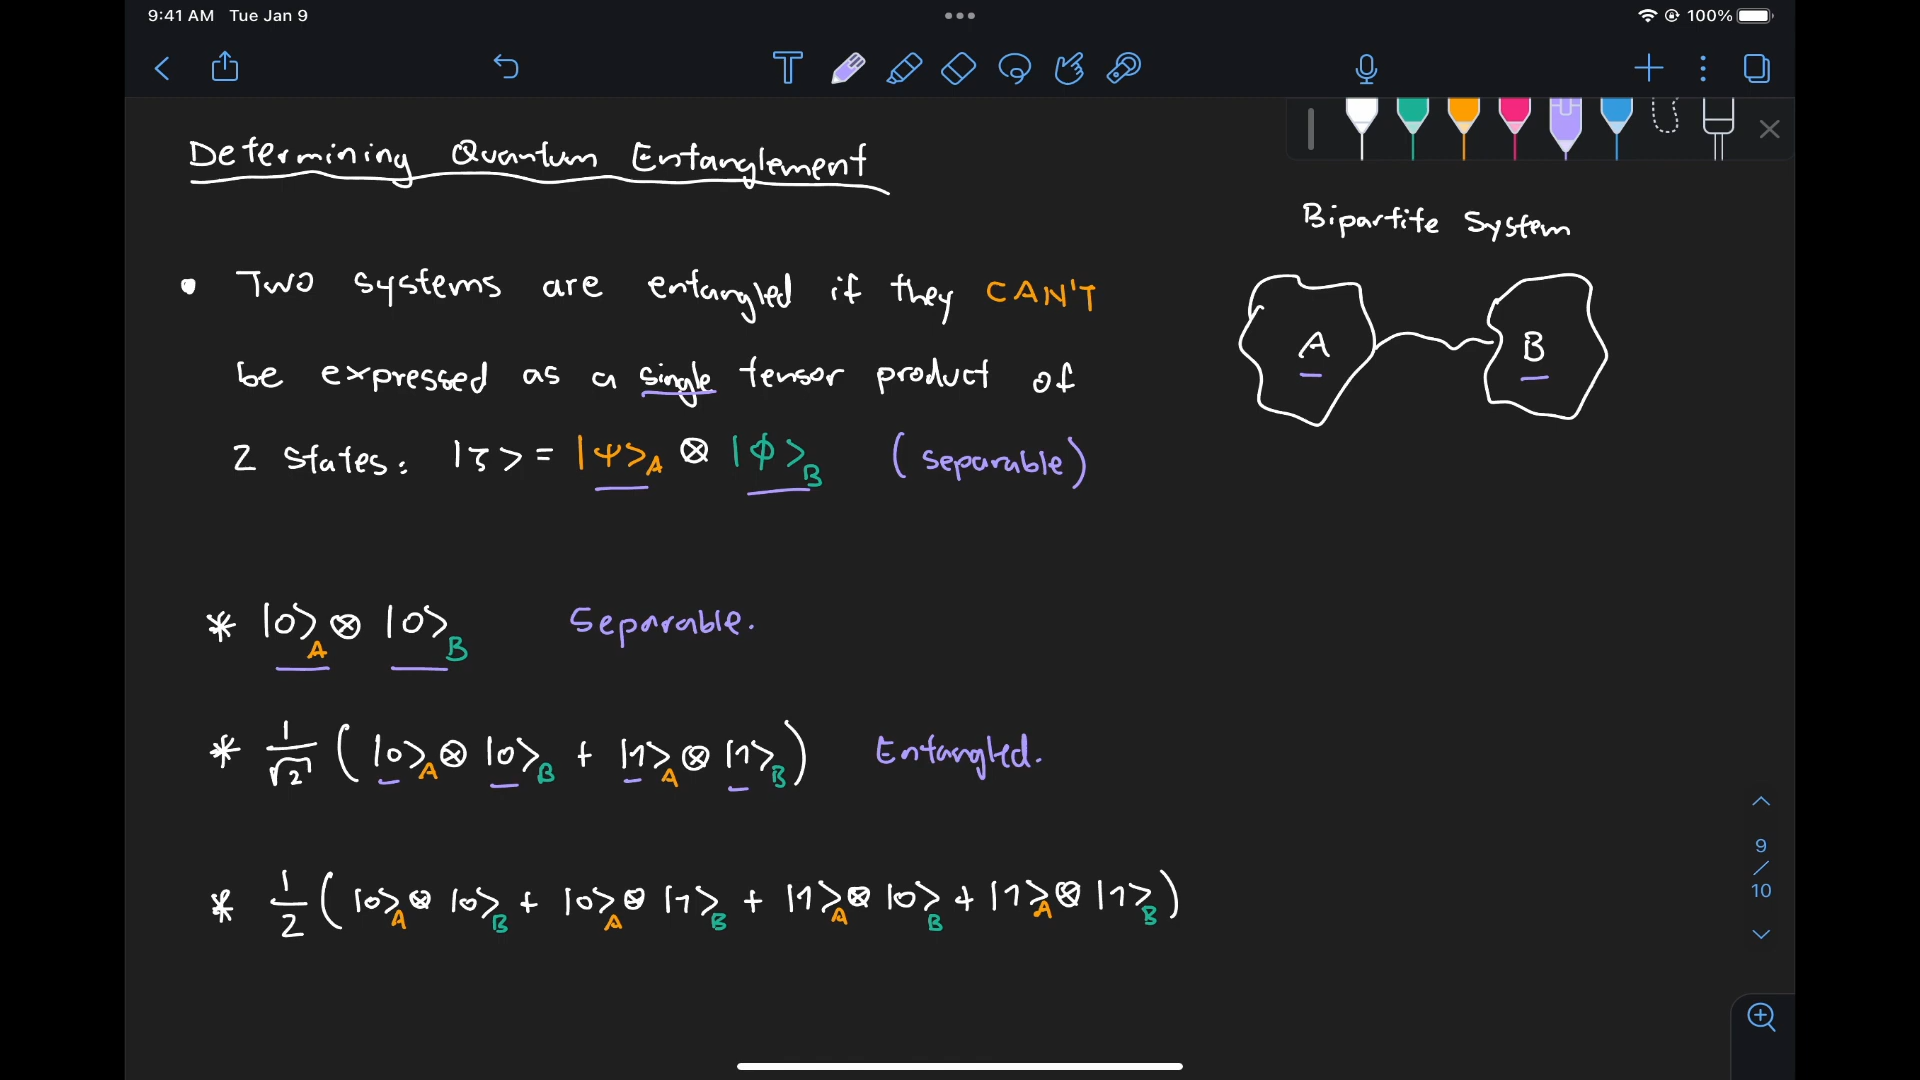 9:41 AM Tue Jan 9
100%
Determining Quantum Entanglement
Bipartite System
A B
• Two systems are entangled if they CAN'T
be expressed as a single tensor product of
2 states: |ζ> = |ψ>A ⊗ |ϕ>B (separable)
* |0>A ⊗ |0>B Separable.
* 1/√2 ( |0>A ⊗ |0>B + |1>A ⊗ |1>B ) Entangled.
* 1/2 ( |0>A ⊗ |0>B + |0>A ⊗ |1>B + |1>A ⊗ |0>B + |1>A ⊗ |1>B )
9
/
10